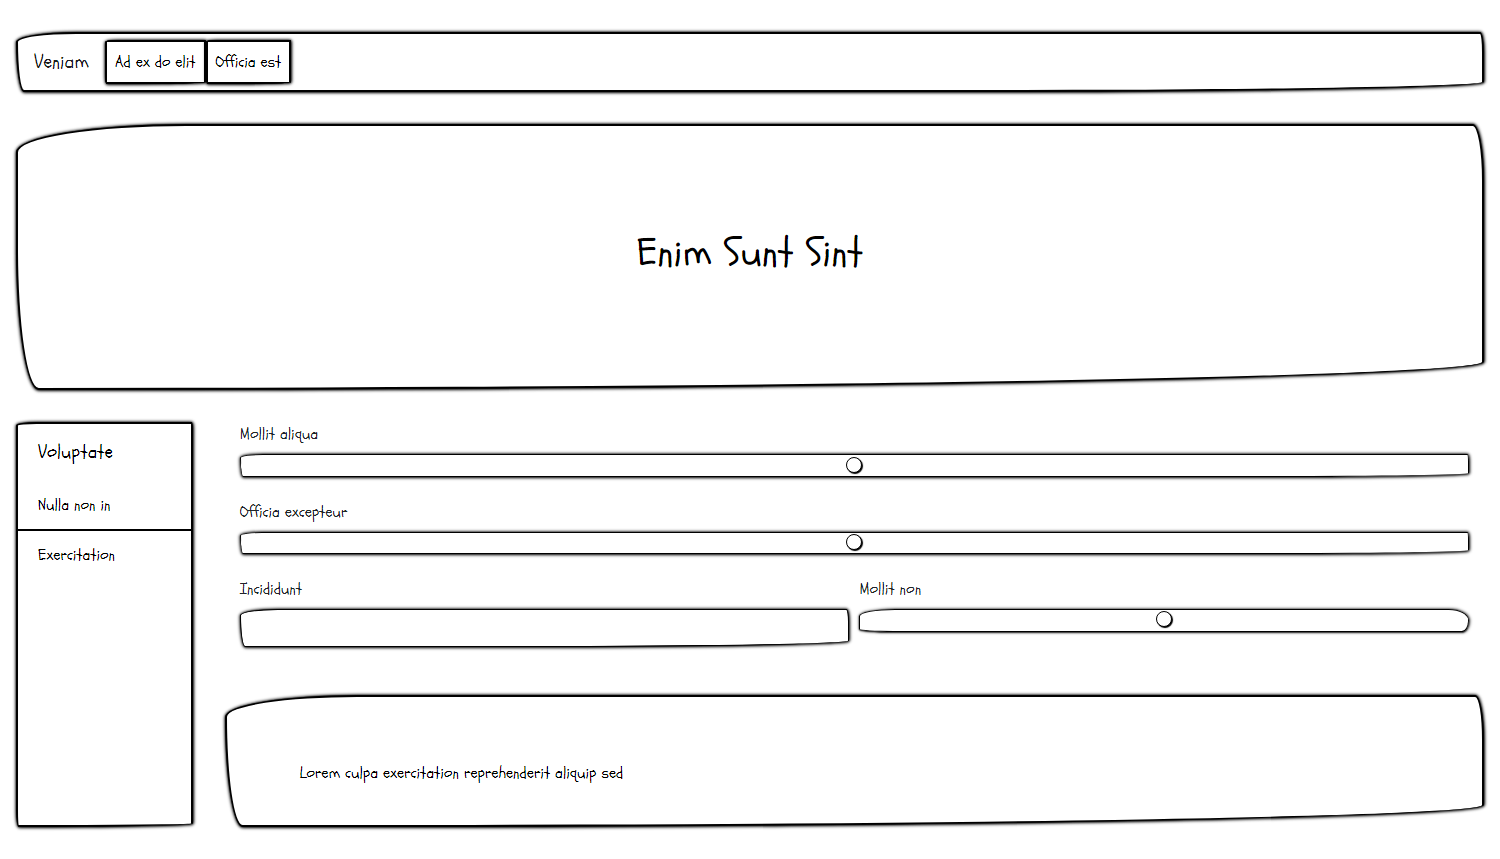 Veniam
Ad ex do elit
Officia est
Enim Sunt Sint
Voluptate
Nulla non in
Exercitation
Mollit aliqua
Officia excepteur
Incididunt
Mollit non
Lorem culpa exercitation reprehenderit aliquip sed